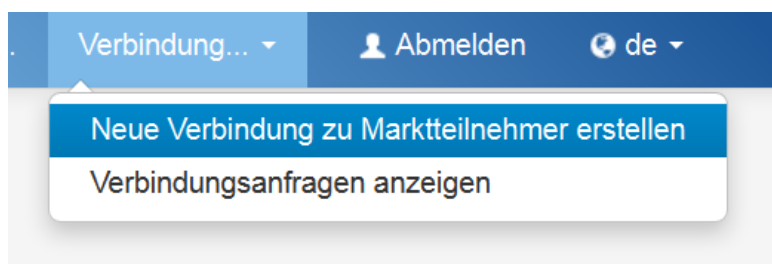 . Verbindung... Abmelden de
Neue Verbindung zu Marktteilnehmer erstellen
Verbindungsanfragen anzeigen